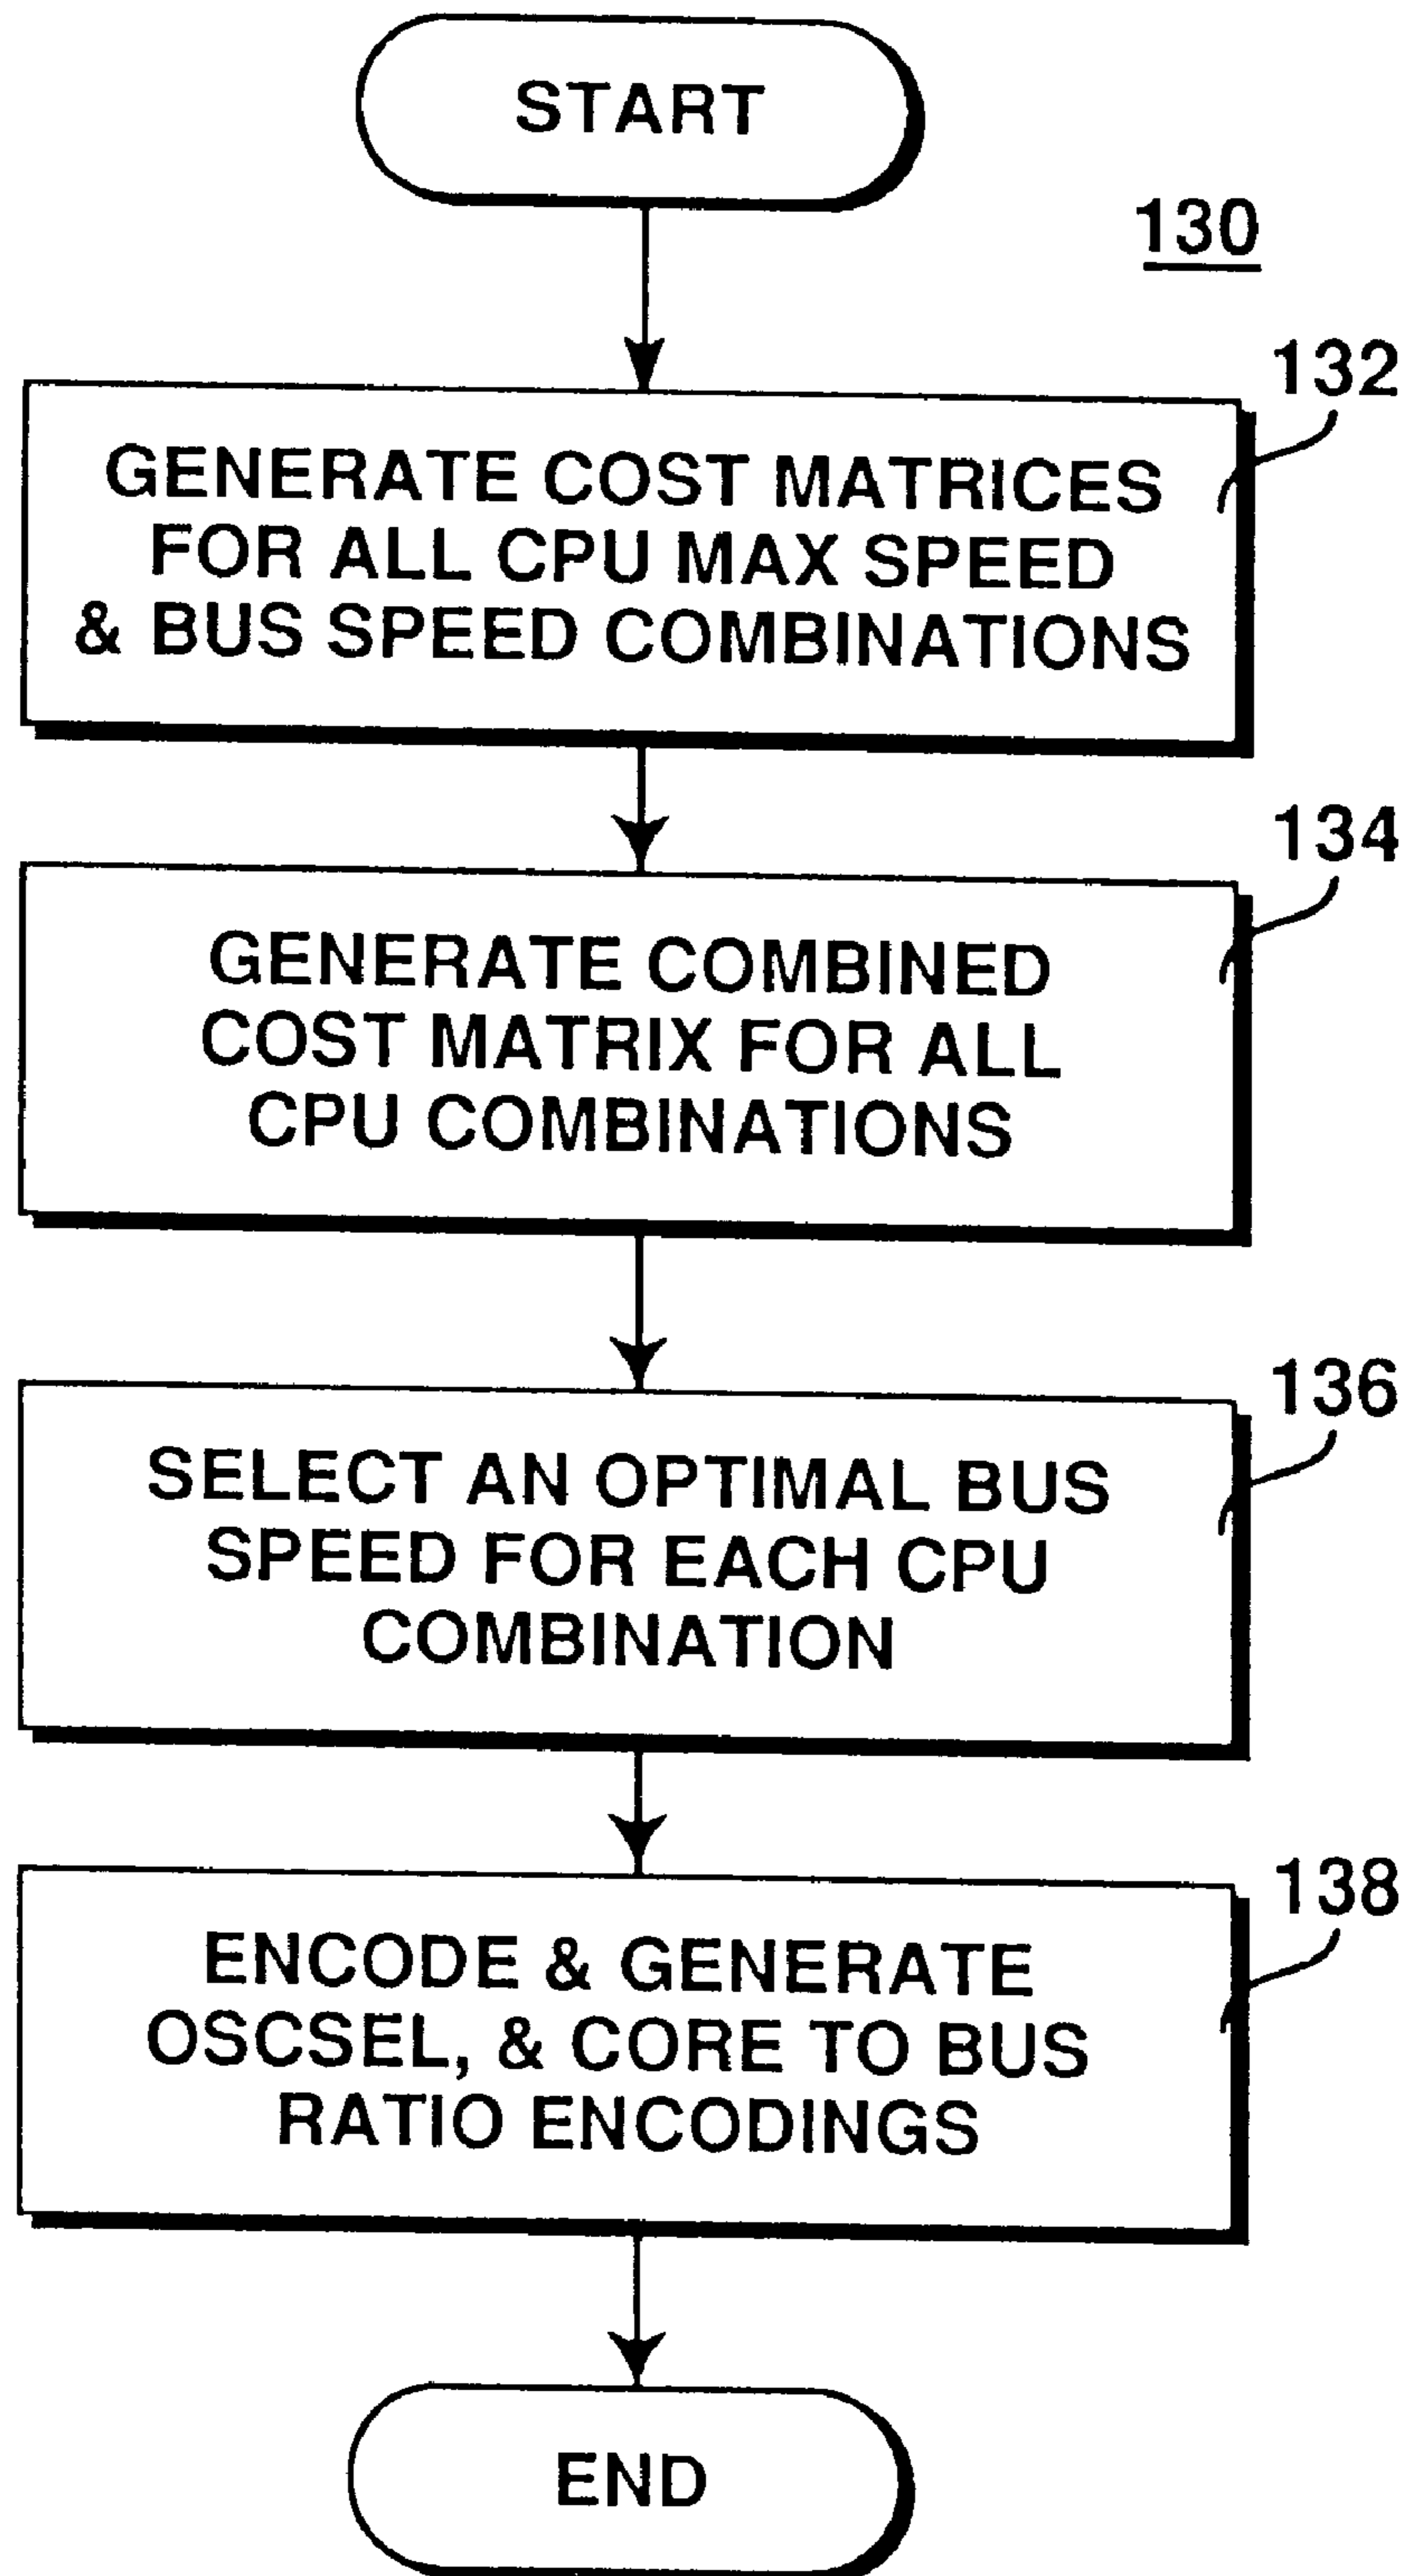 START
130
132
GENERATE COST MATRICES
FOR ALL CPU MAX SPEED
& BUS SPEED COMBINATIONS
134
GENERATE COMBINED
COST MATRIX FOR ALL
CPU COMBINATIONS
136
SELECT AN OPTIMAL BUS
SPEED FOR EACH CPU
COMBINATION
138
ENCODE & GENERATE
OSCSEL, & CORE TO BUS
RATIO ENCODINGS
END